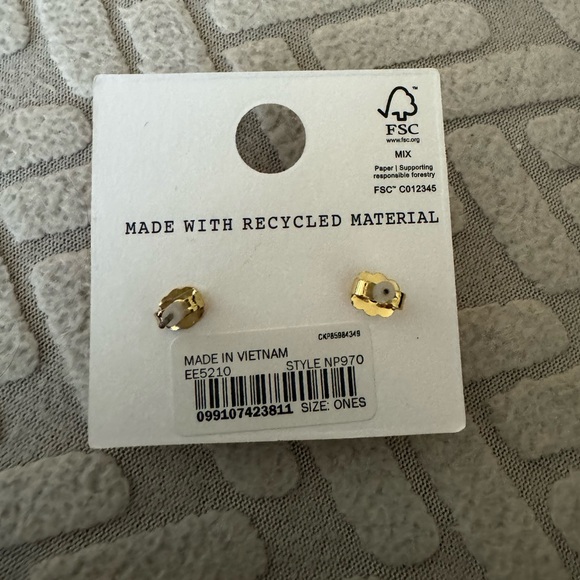 FSC
www.fsc.org
MIX
Paper | Supporting
responsible forestry
FSC™ C012345
MADE WITH RECYCLED MATERIAL
CKP85984349
MADE IN VIETNAM
EE5210 STYLE NP970
099107423811 SIZE: ONES